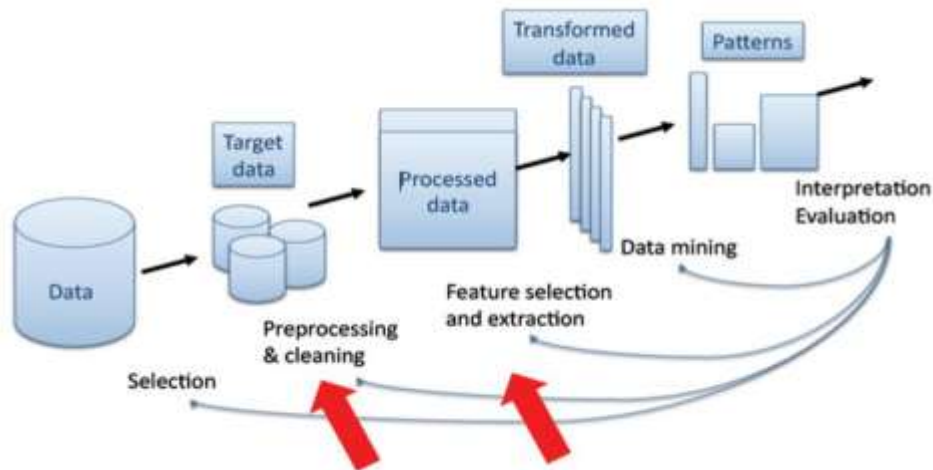 Transformed
data
Patterns
Target
data
Processed
data
Data
Interpretation
Evaluation
Data mining
Feature selection
and extraction
Preprocessing
& cleaning
Selection